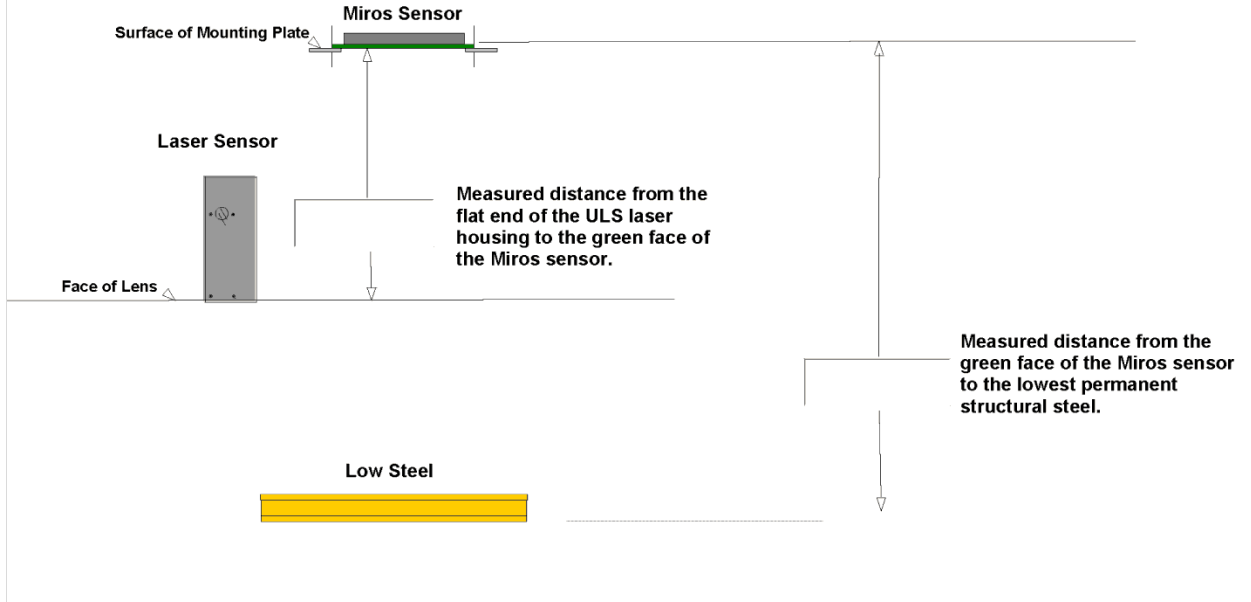 Miros Sensor
Surface of Mounting Plate
Laser Sensor
Measured distance from the
flat end of the ULS laser
housing to the green face of
the Miros sensor.
Face of Lens
Measured distance from the
green face of the Miros sensor
to the lowest permanent
structural steel.
Low Steel